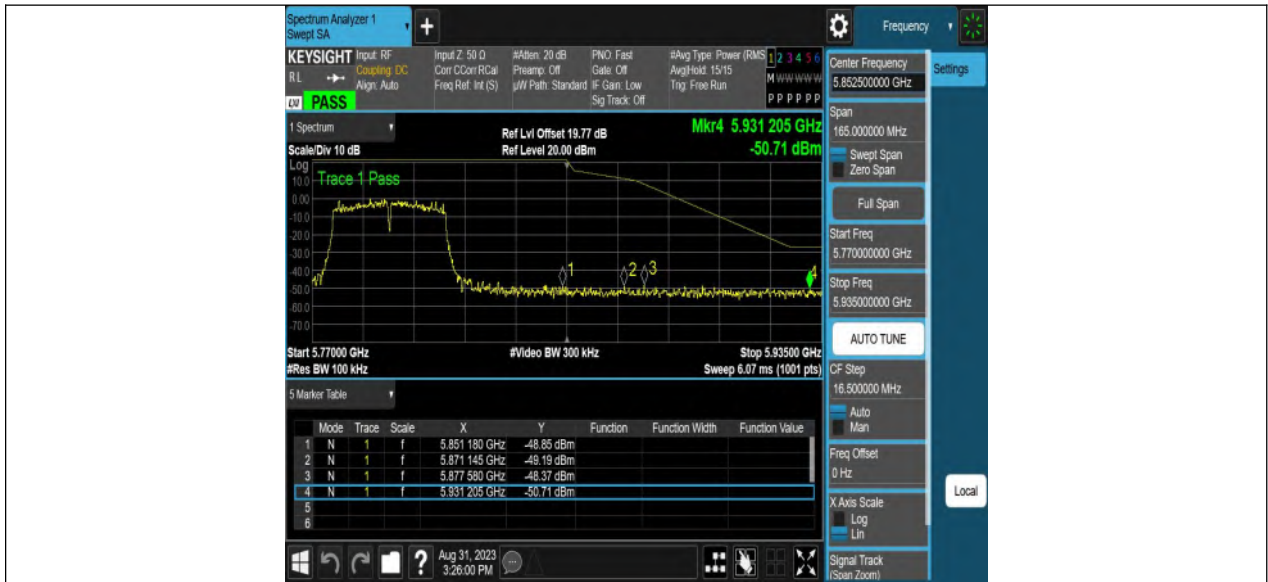 Spectrum Analyzer 1
Swept SA
+
Frequency
KEYSIGHT
RL
LXI PASS
Input: RF
Coupling: DC
Align: Auto
Input Z: 50 Ω
Corr CCorr RCal
Freq Ref: Int (S)
#Atten: 20 dB
Preamp: Off
µW Path: Standard
PNO: Fast
Gate: Off
IF Gain: Low
Sig Track: Off
#Avg Type: Power (RMS
Avg|Hold: 15/15
Trig: Free Run
1 2 3 4 5 6
M W W W W W
P P P P P P
1 Spectrum
Scale/Div 10 dB
Ref Lvl Offset 19.77 dB
Ref Level 20.00 dBm
Mkr4 5.931 205 GHz
-50.71 dBm
Log
Trace 1 Pass
10.0
0.00
-10.0
-20.0
-30.0
-40.0
-50.0
-60.0
-70.0
1
2
3
4
Start 5.77000 GHz
#Video BW 300 kHz
Stop 5.93500 GHz
#Res BW 100 kHz
Sweep 6.07 ms (1001 pts)
5 Marker Table
Mode Trace Scale X Y Function Function Width Function Value
1 N 1 f 5.851 180 GHz -48.85 dBm
2 N 1 f 5.871 145 GHz -49.19 dBm
3 N 1 f 5.877 580 GHz -48.37 dBm
4 N 1 f 5.931 205 GHz -50.71 dBm
5
6
?
Aug 31, 2023
3:26:00 PM
Center Frequency
5.852500000 GHz
Settings
Span
165.000000 MHz
Swept Span
Zero Span
Full Span
Start Freq
5.770000000 GHz
Stop Freq
5.935000000 GHz
AUTO TUNE
CF Step
16.500000 MHz
Auto
Man
Freq Offset
0 Hz
X Axis Scale
Log
Lin
Local
Signal Track
(Span Zoom)